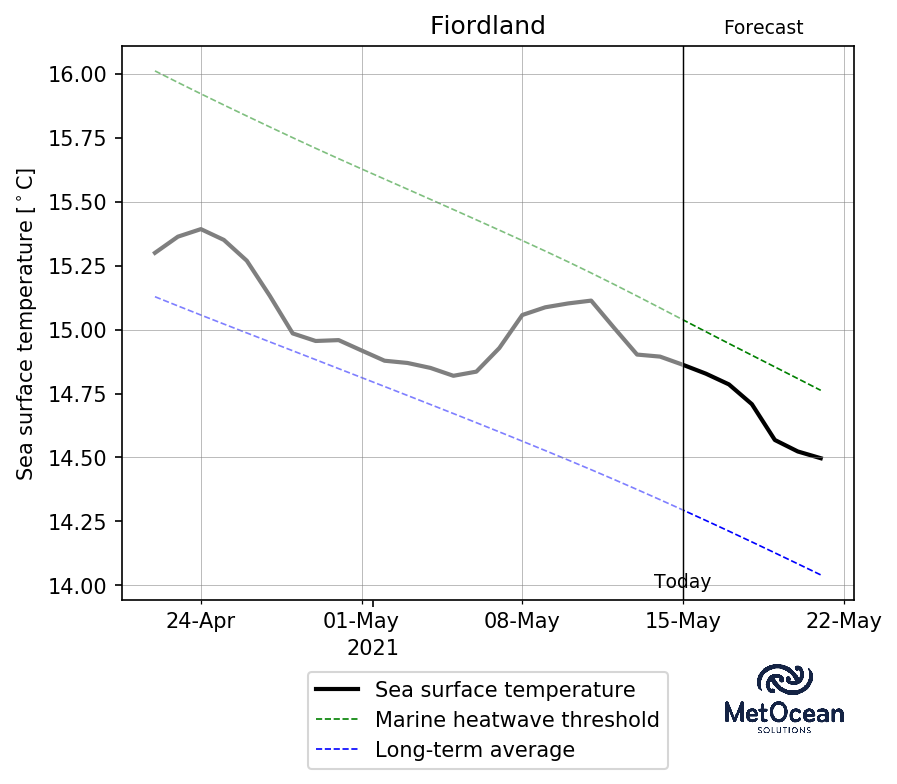 Fiordland
Forecast
Sea surface temperature [°C]
16.00
15.75
15.50
15.25
15.00
14.75
14.50
14.25
14.00
Today
24-Apr 01-May 08-May 15-May 22-May
2021
Sea surface temperature
Marine heatwave threshold
Long-term average
MetOcean
SOLUTIONS